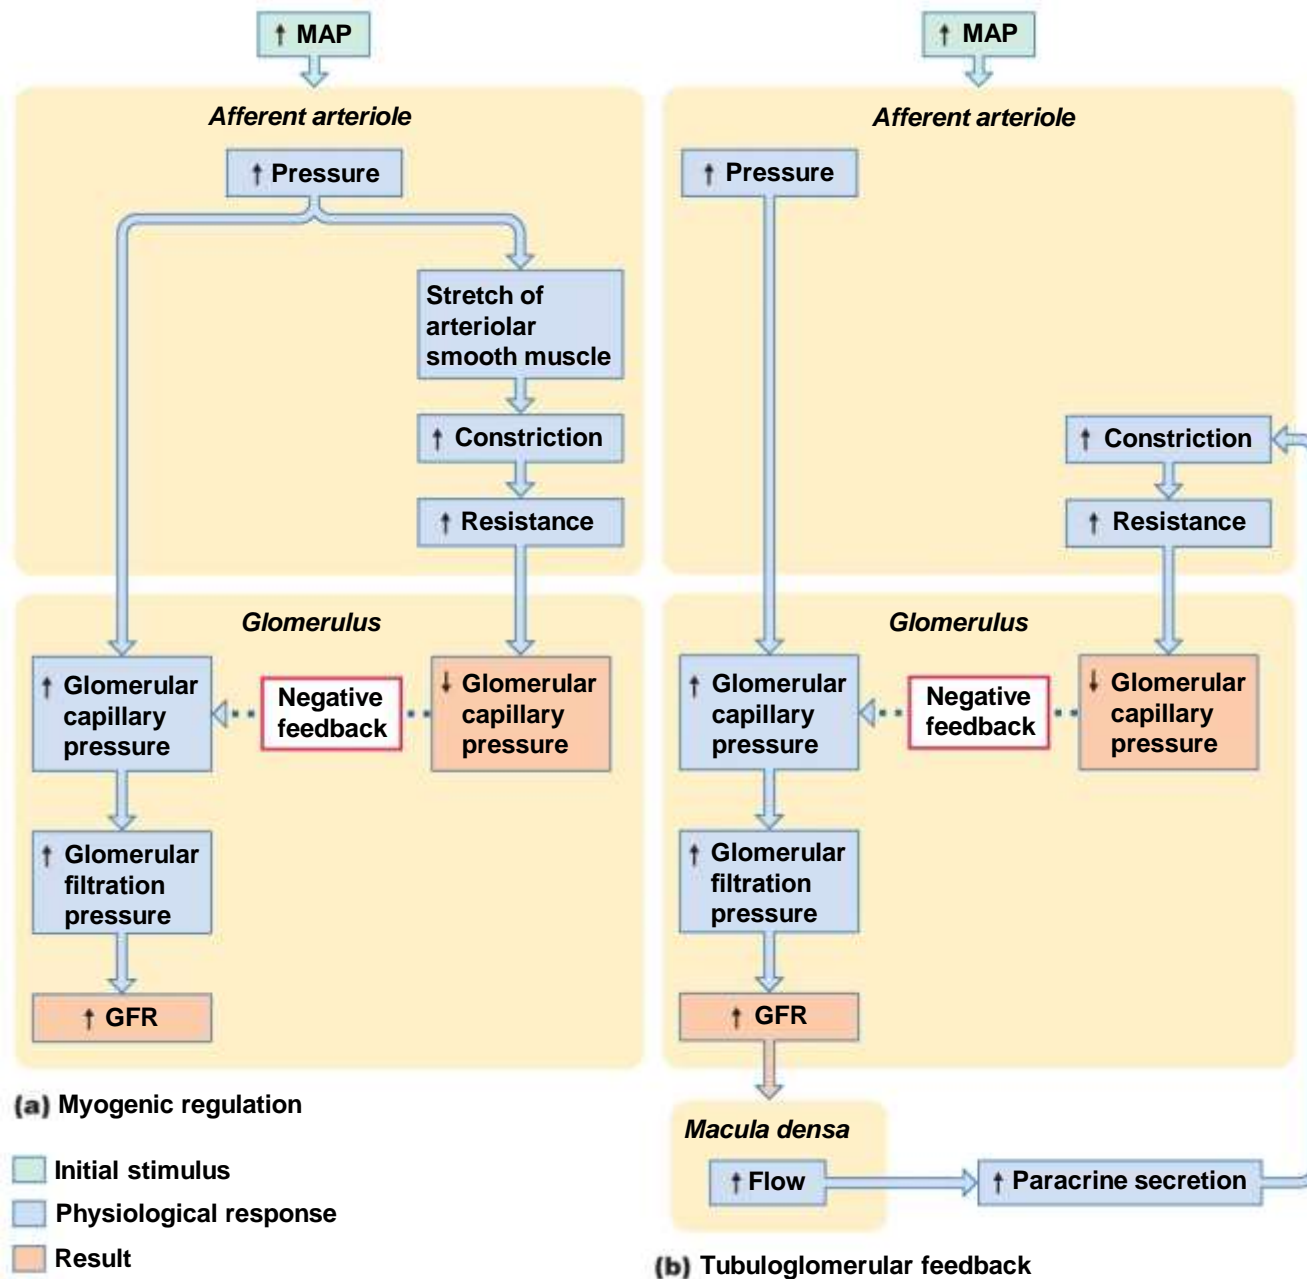 ↑ MAP
Afferent arteriole
↑ Pressure
Stretch of
arteriolar
smooth muscle
↑ Constriction
↑ Resistance
Glomerulus
↑ Glomerular
capillary
pressure
Negative
feedback
↓ Glomerular
capillary
pressure
↑ Glomerular
filtration
pressure
↑ GFR
(a) Myogenic regulation
Initial stimulus
Physiological response
Result
↑ MAP
Afferent arteriole
↑ Pressure
↑ Constriction
↑ Resistance
Glomerulus
↑ Glomerular
capillary
pressure
Negative
feedback
↓ Glomerular
capillary
pressure
↑ Glomerular
filtration
pressure
↑ GFR
Macula densa
↑ Flow
↑ Paracrine secretion
(b) Tubuloglomerular feedback